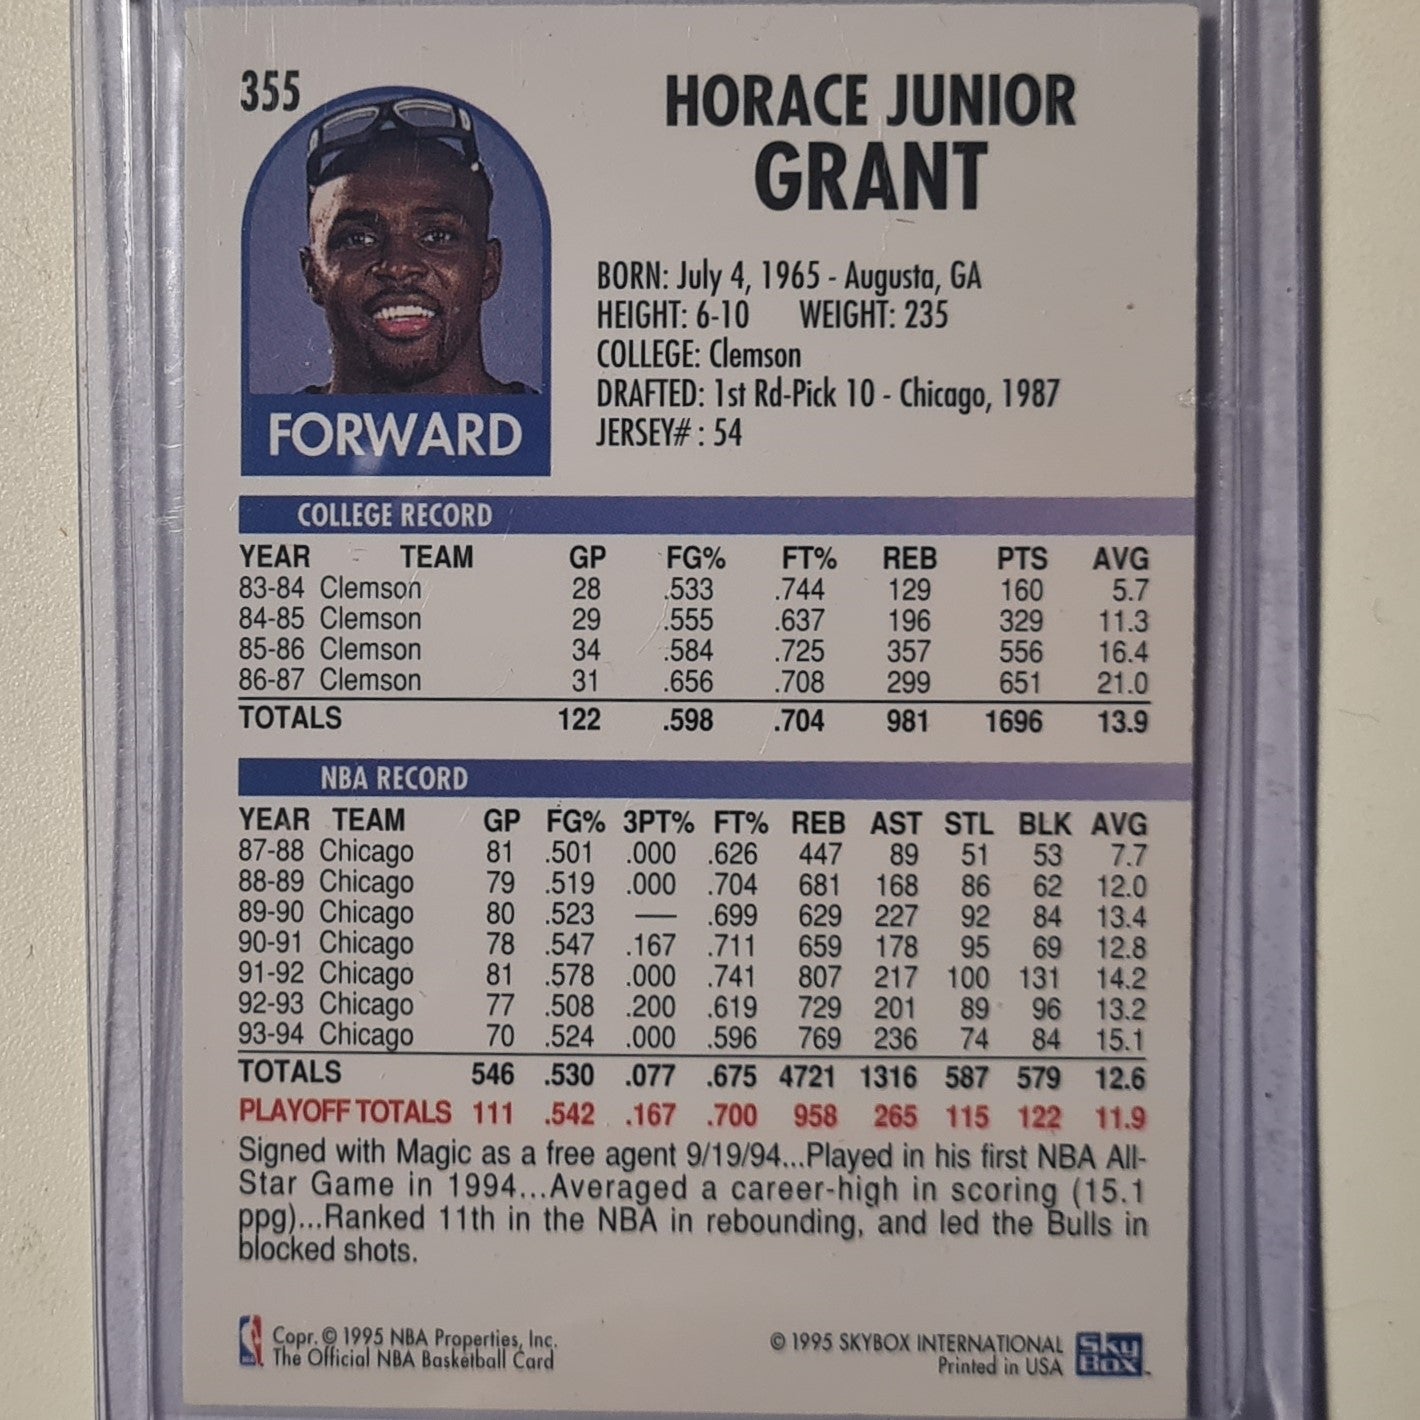 355
HORACE JUNIOR
GRANT
BORN: July 4, 1965 - Augusta, GA
HEIGHT: 6-10 WEIGHT: 235
COLLEGE: Clemson
DRAFTED: 1st Rd-Pick 10 - Chicago, 1987
JERSEY# : 54
FORWARD
COLLEGE RECORD
YEAR TEAM GP FG% FT% REB PTS AVG
83-84 Clemson 28 .533 .744 129 160 5.7
84-85 Clemson 29 .555 .637 196 329 11.3
85-86 Clemson 34 .584 .725 357 556 16.4
86-87 Clemson 31 .656 .708 299 651 21.0
TOTALS 122 .598 .704 981 1696 13.9
NBA RECORD
YEAR TEAM GP FG% 3PT% FT% REB AST STL BLK AVG
87-88 Chicago 81 .501 .000 .626 447 89 51 53 7.7
88-89 Chicago 79 .519 .000 .704 681 168 86 62 12.0
89-90 Chicago 80 .523 — .699 629 227 92 84 13.4
90-91 Chicago 78 .547 .167 .711 659 178 95 69 12.8
91-92 Chicago 81 .578 .000 .741 807 217 100 131 14.2
92-93 Chicago 77 .508 .200 .619 729 201 89 96 13.2
93-94 Chicago 70 .524 .000 .596 769 236 74 84 15.1
TOTALS 546 .530 .077 .675 4721 1316 587 579 12.6
PLAYOFF TOTALS 111 .542 .167 .700 958 265 115 122 11.9
Signed with Magic as a free agent 9/19/94...Played in his first NBA All-
Star Game in 1994...Averaged a career-high in scoring (15.1
ppg)...Ranked 11th in the NBA in rebounding, and led the Bulls in
blocked shots.
Copr. © 1995 NBA Properties, Inc.
The Official NBA Basketball Card
© 1995 SKYBOX INTERNATIONAL
Printed in USA
SkyBox™